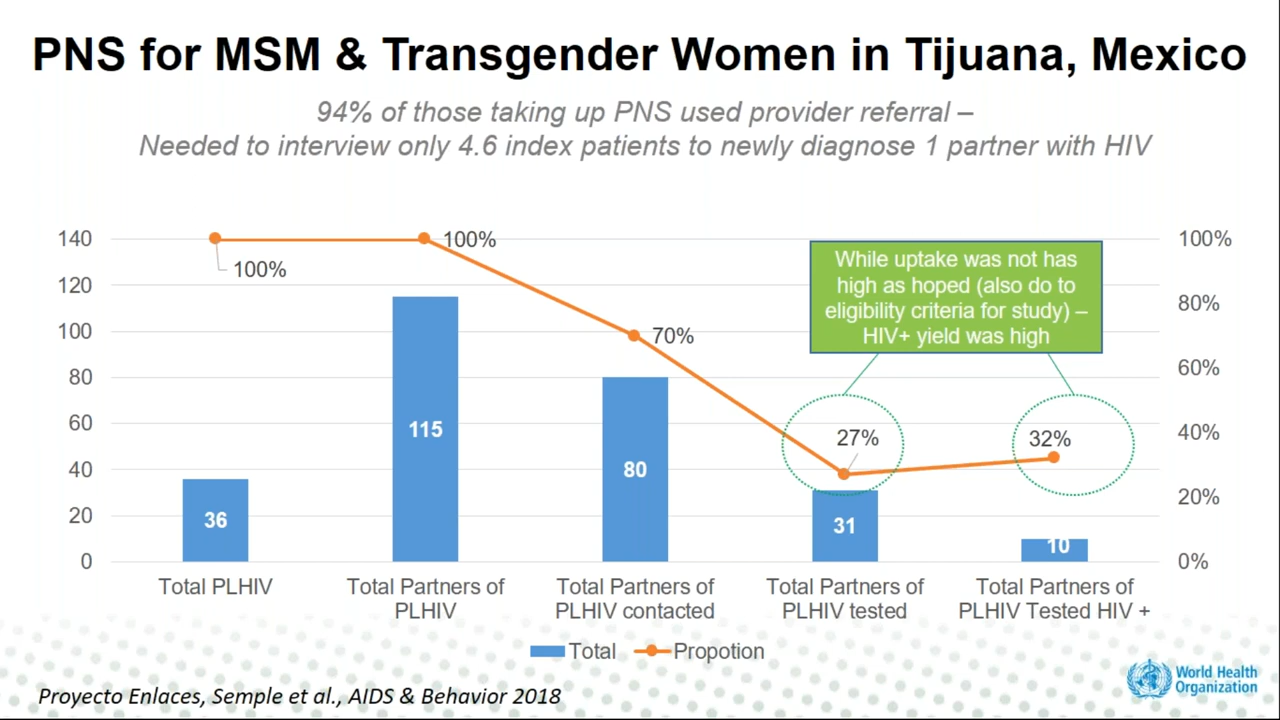 PNS for MSM & Transgender Women in Tijuana, Mexico
94% of those taking up PNS used provider referral –
Needed to interview only 4.6 index patients to newly diagnose 1 partner with HIV
140
120
100
80
60
40
20
0
100%
80%
60%
40%
20%
0%
100%
100%
70%
27%
32%
While uptake was not has
high as hoped (also do to
eligibility criteria for study) –
HIV+ yield was high
36
115
80
31
10
Total PLHIV
Total Partners of
PLHIV
Total Partners of
PLHIV contacted
Total Partners of
PLHIV tested
Total Partners of
PLHIV Tested HIV +
Total
Propotion
Proyecto Enlaces, Semple et al., AIDS & Behavior 2018
World Health
Organization